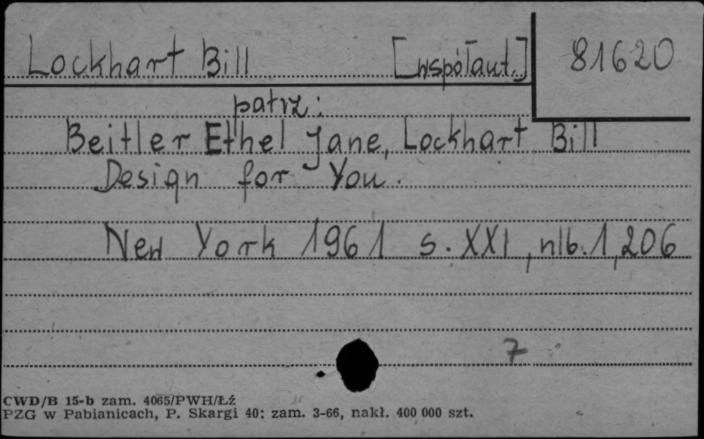 Lockhart Bill [współaut.] 81620
patrz:
Beitler Ethel Jane, Lockhart Bill
Design for You.
New York 1961 s. XXI, nlb. 1, 206
7
CWD/B 15-b zam. 4065/PWH/Łź
PZG w Pabianicach, P. Skargi 40; zam. 3-66, nakł. 400 000 szt.